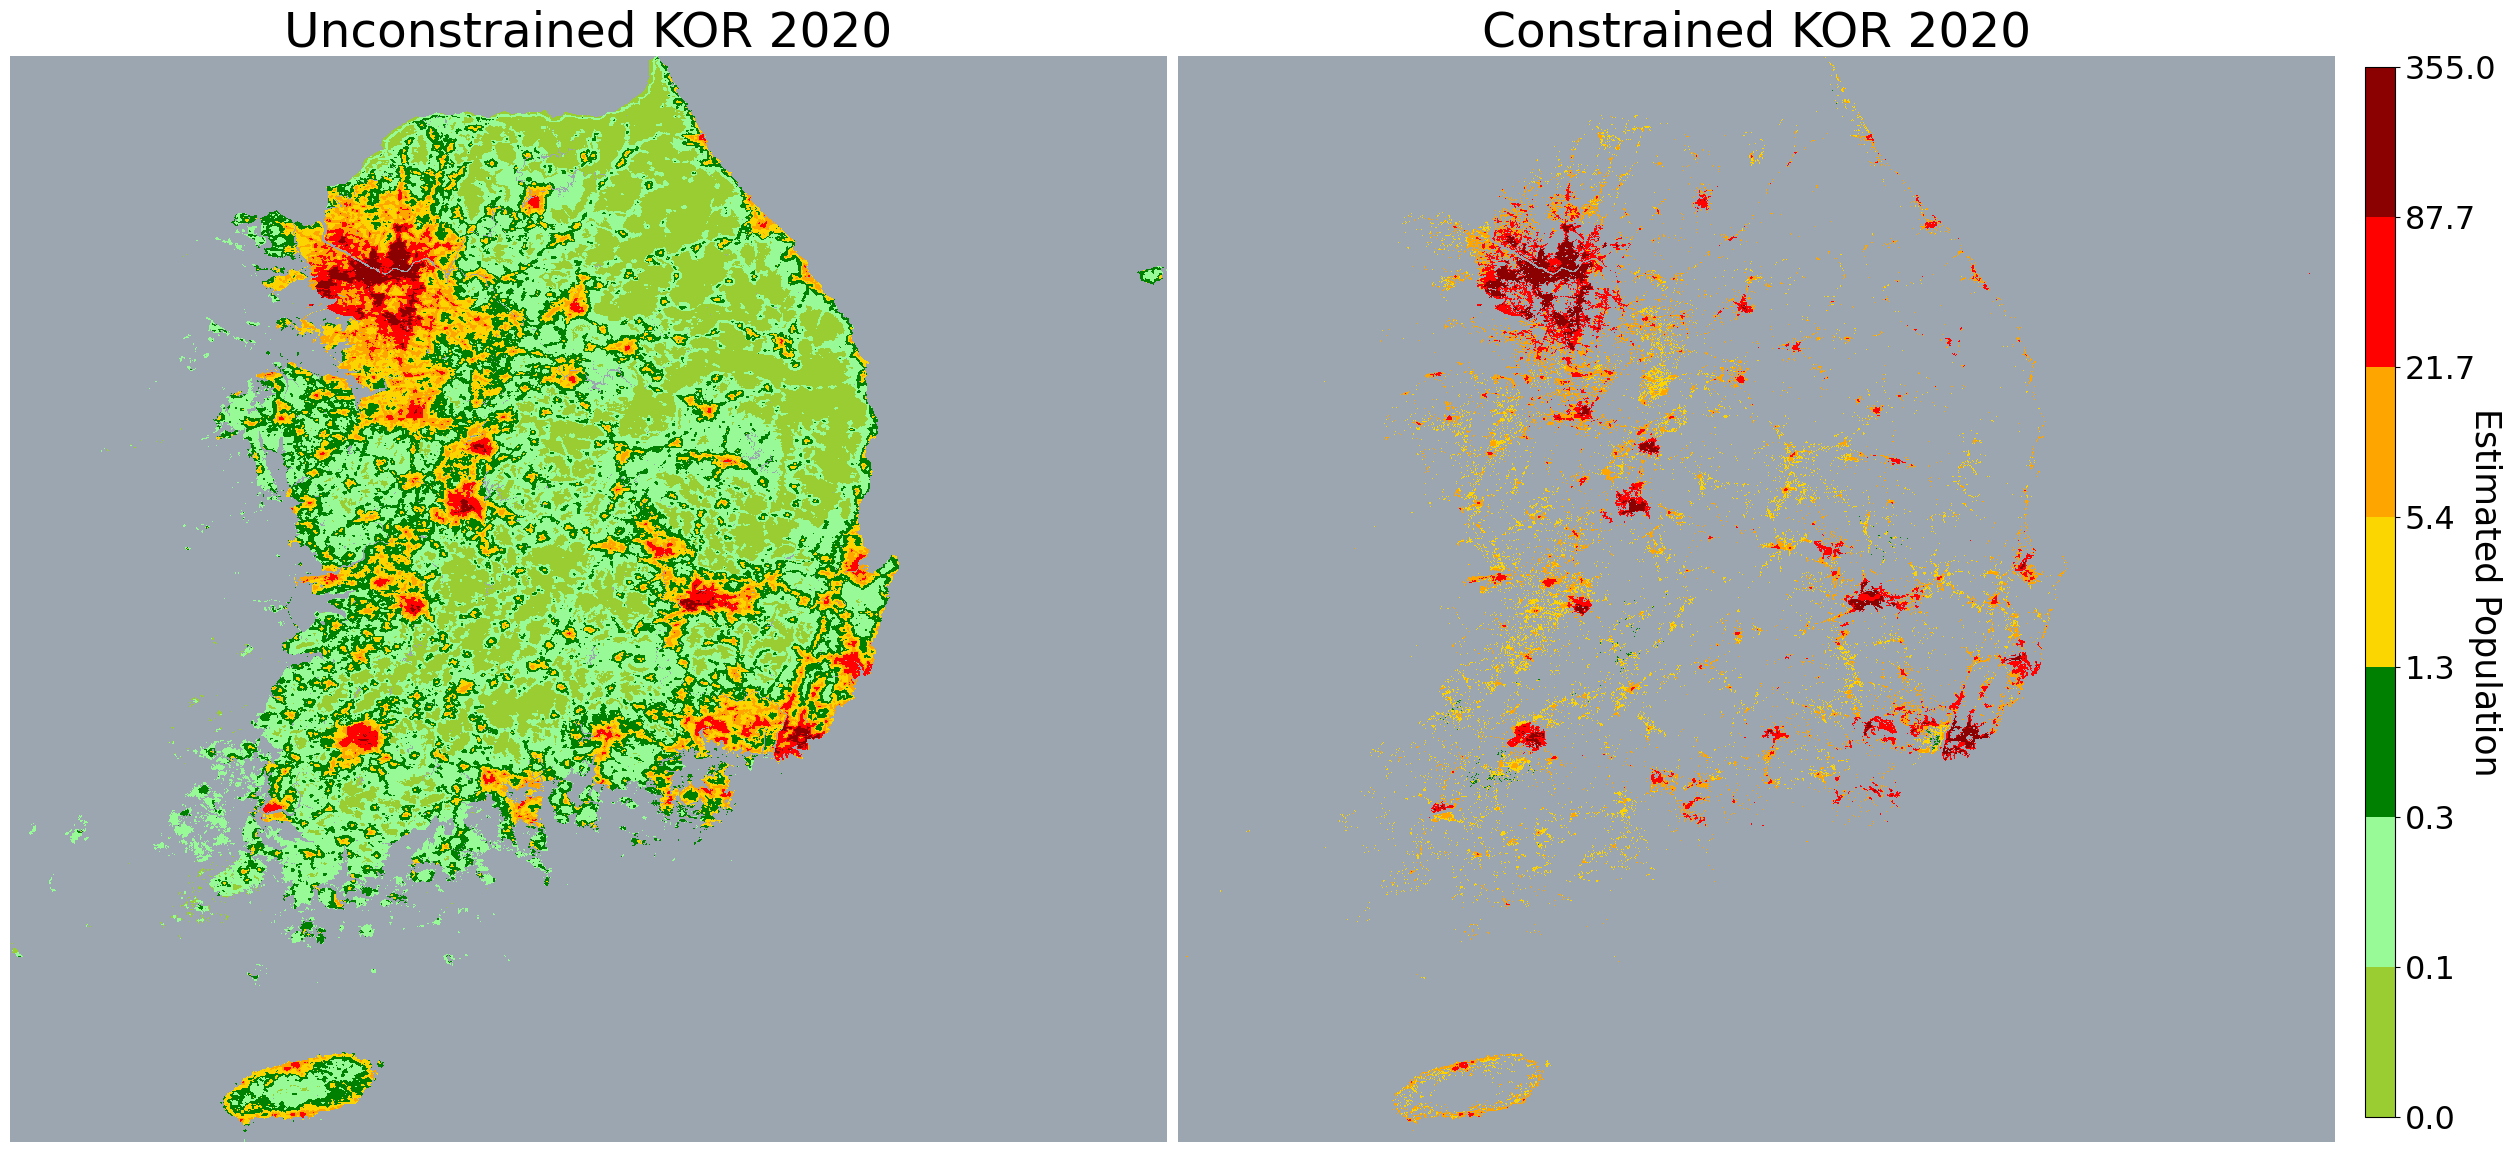 Unconstrained KOR 2020
Constrained KOR 2020
355.0
87.7
21.7
5.4
1.3
0.3
0.1
0.0
Estimated Population